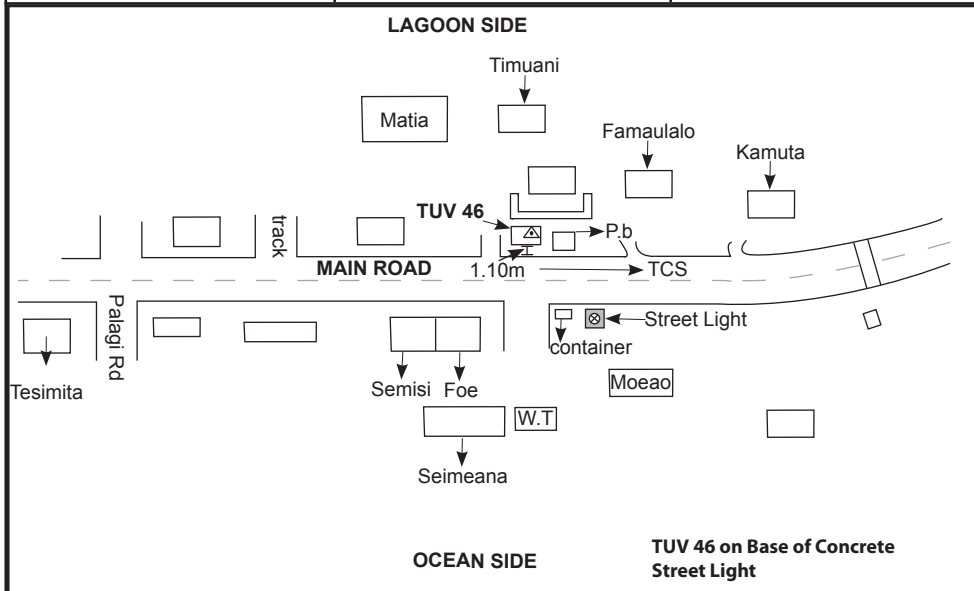 LAGOON SIDE
Timuani
Matia
Famaulalo
Kamuta
TUV 46
P.b
track
MAIN ROAD
1.10m
TCS
Palagi Rd
Street Light
container
Tesimita
Semisi
Foe
Moeao
W.T
Seimeana
OCEAN SIDE
TUV 46 on Base of Concrete
Street Light